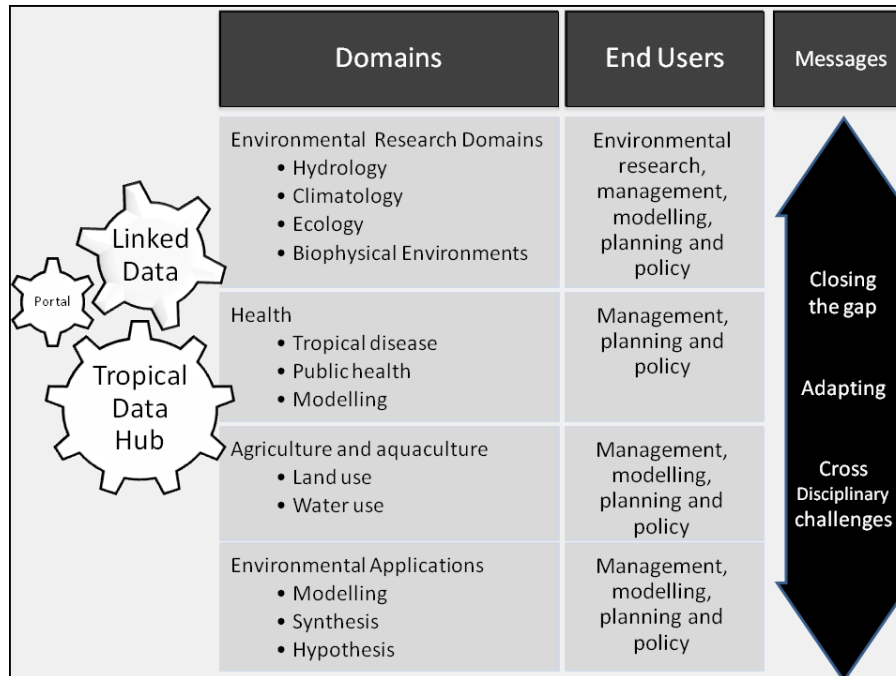 Domains
End Users
Messages
Linked
Data
Portal
Tropical
Data
Hub
Environmental Research Domains
• Hydrology
• Climatology
• Ecology
• Biophysical Environments
Environmental
research,
management,
modelling,
planning and
policy
Health
• Tropical disease
• Public health
• Modelling
Management,
planning and
policy
Agriculture and aquaculture
• Land use
• Water use
Management,
modelling,
planning and
policy
Environmental Applications
• Modelling
• Synthesis
• Hypothesis
Management,
modelling,
planning and
policy
Closing
the gap
Adapting
Cross
Disciplinary
challenges